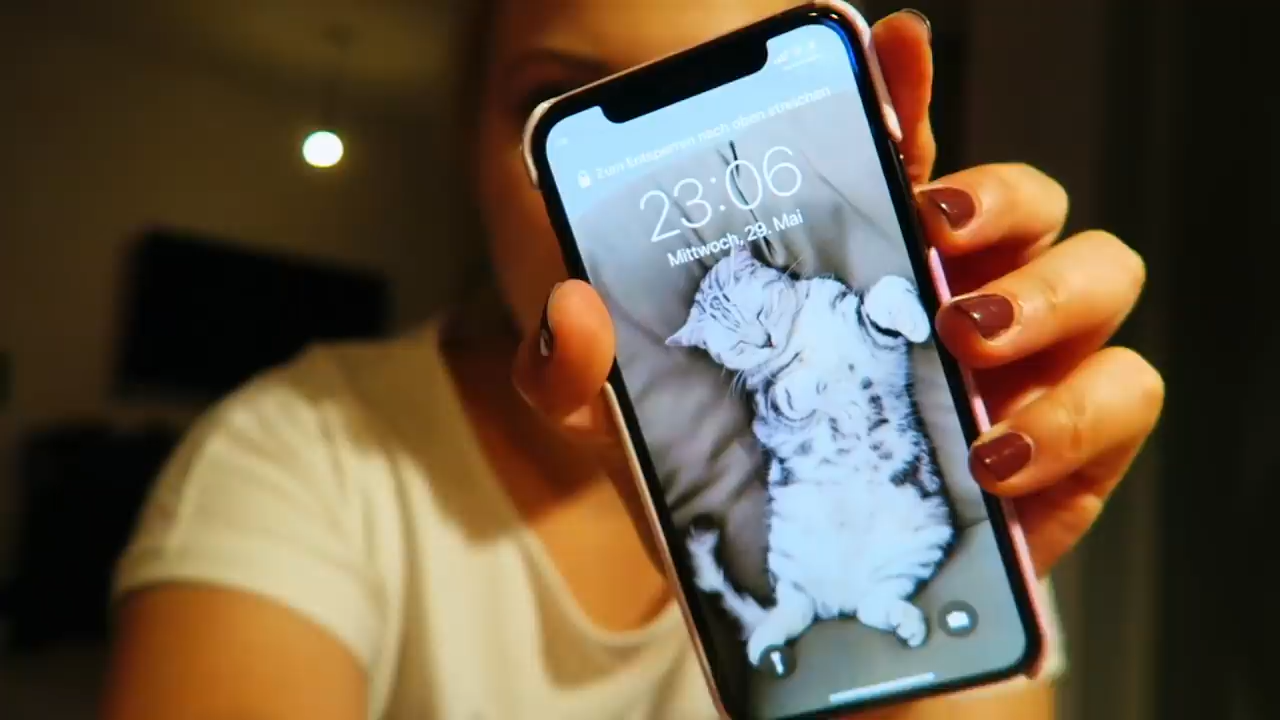 Zum Entsperren nach oben streichen
23:06
Mittwoch, 29. Mai